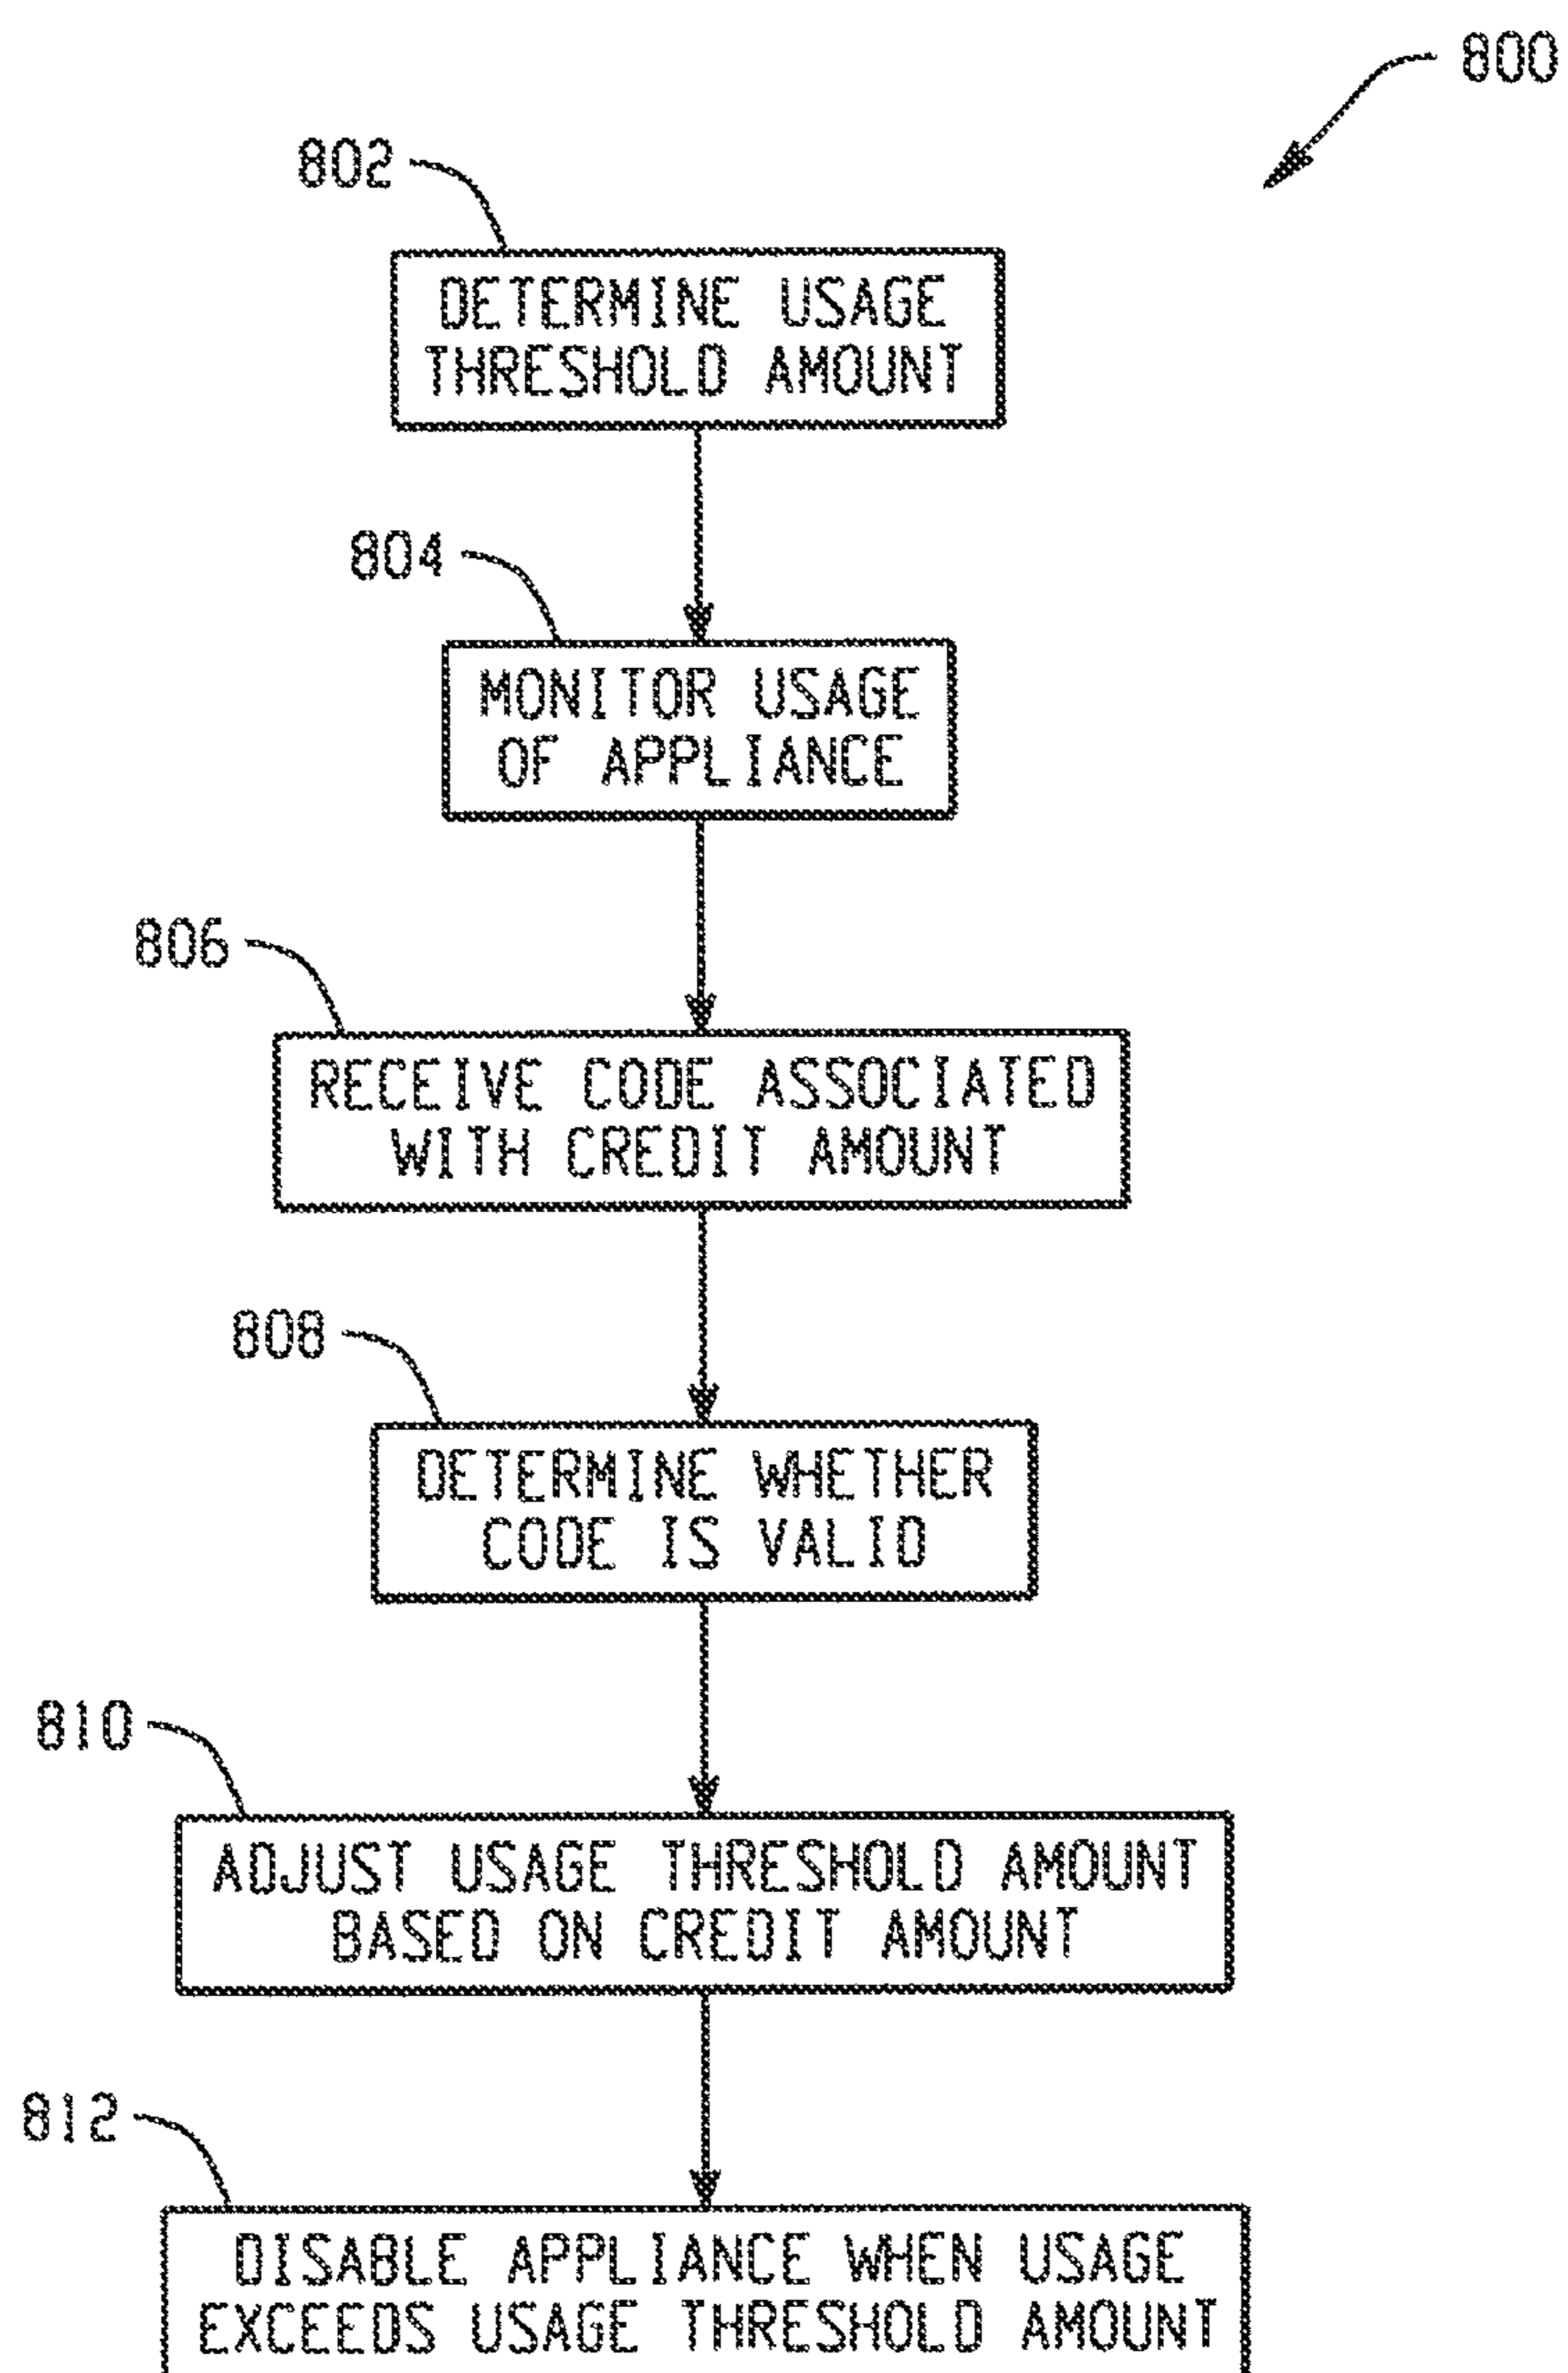 800
802
DETERMINE USAGE
THRESHOLD AMOUNT
804
MONITOR USAGE
OF APPLIANCE
806
RECEIVE CODE ASSOCIATED
WITH CREDIT AMOUNT
808
DETERMINE WHETHER
CODE IS VALID
810
ADJUST USAGE THRESHOLD AMOUNT
BASED ON CREDIT AMOUNT
812
DISABLE APPLIANCE WHEN USAGE
EXCEEDS USAGE THRESHOLD AMOUNT